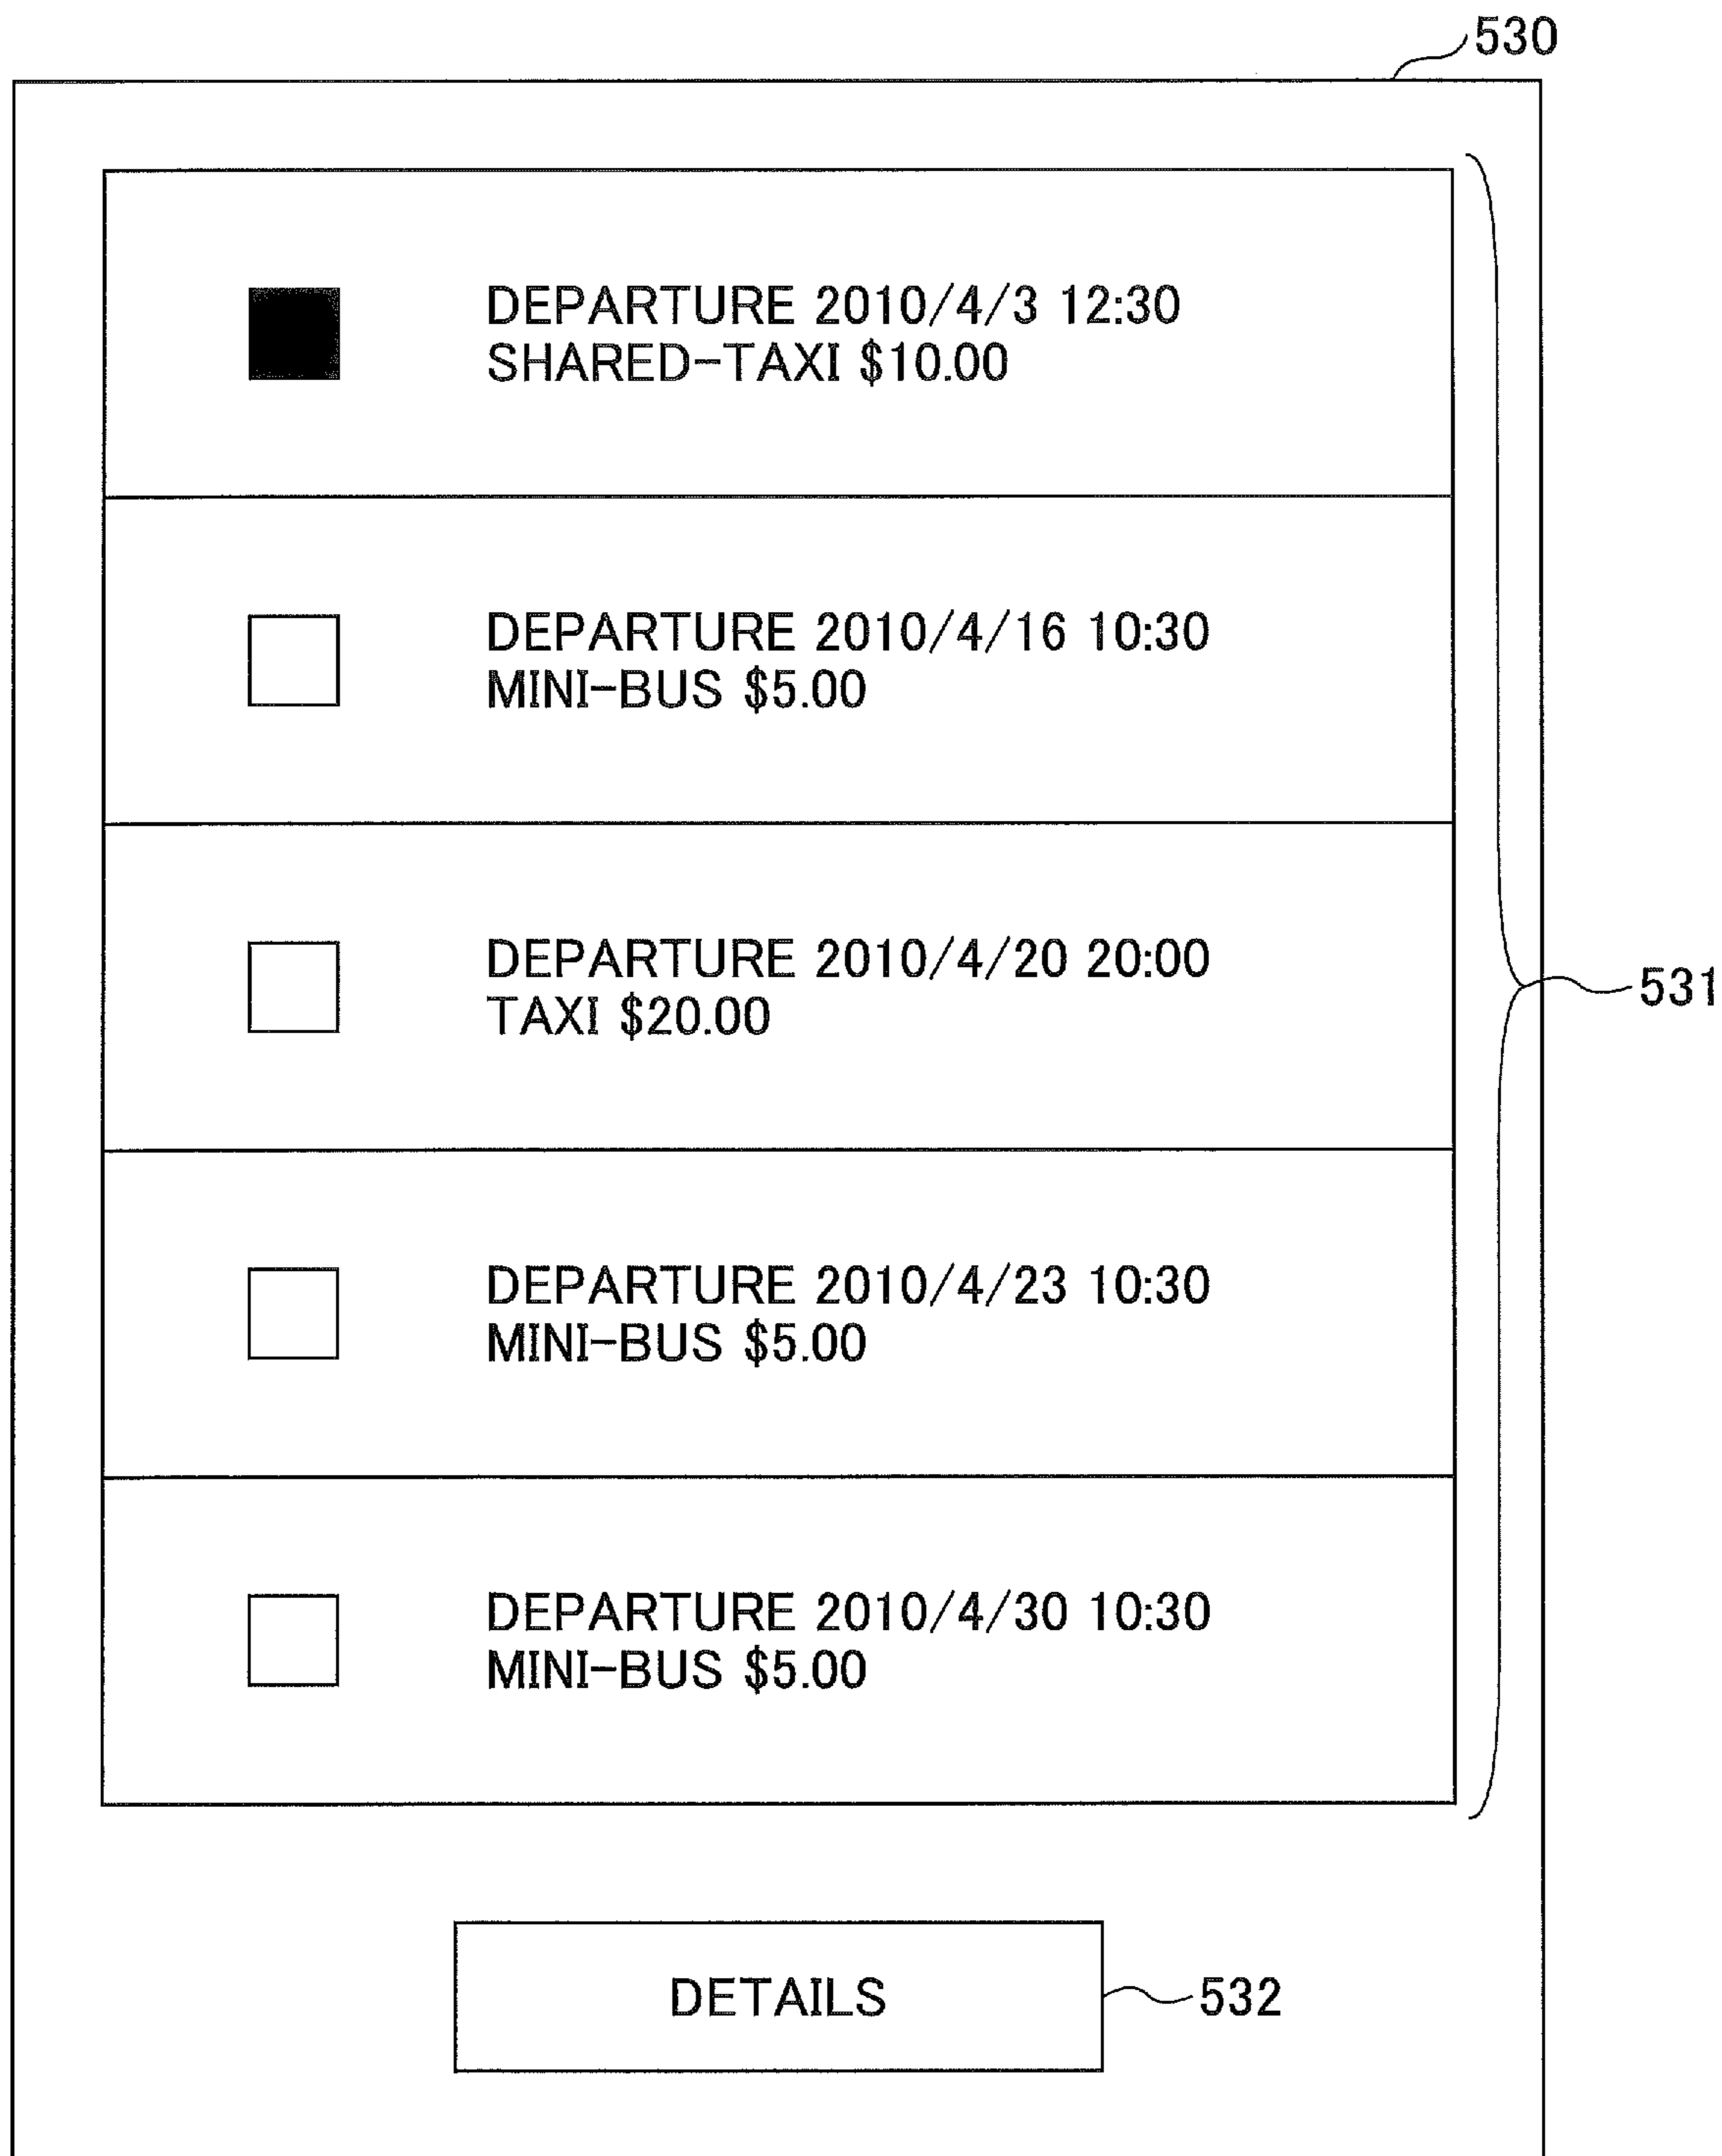 530
DEPARTURE 2010/4/3 12:30
SHARED-TAXI $10.00
DEPARTURE 2010/4/16 10:30
MINI-BUS $5.00
DEPARTURE 2010/4/20 20:00
TAXI $20.00
531
DEPARTURE 2010/4/23 10:30
MINI-BUS $5.00
DEPARTURE 2010/4/30 10:30
MINI-BUS $5.00
DETAILS
532